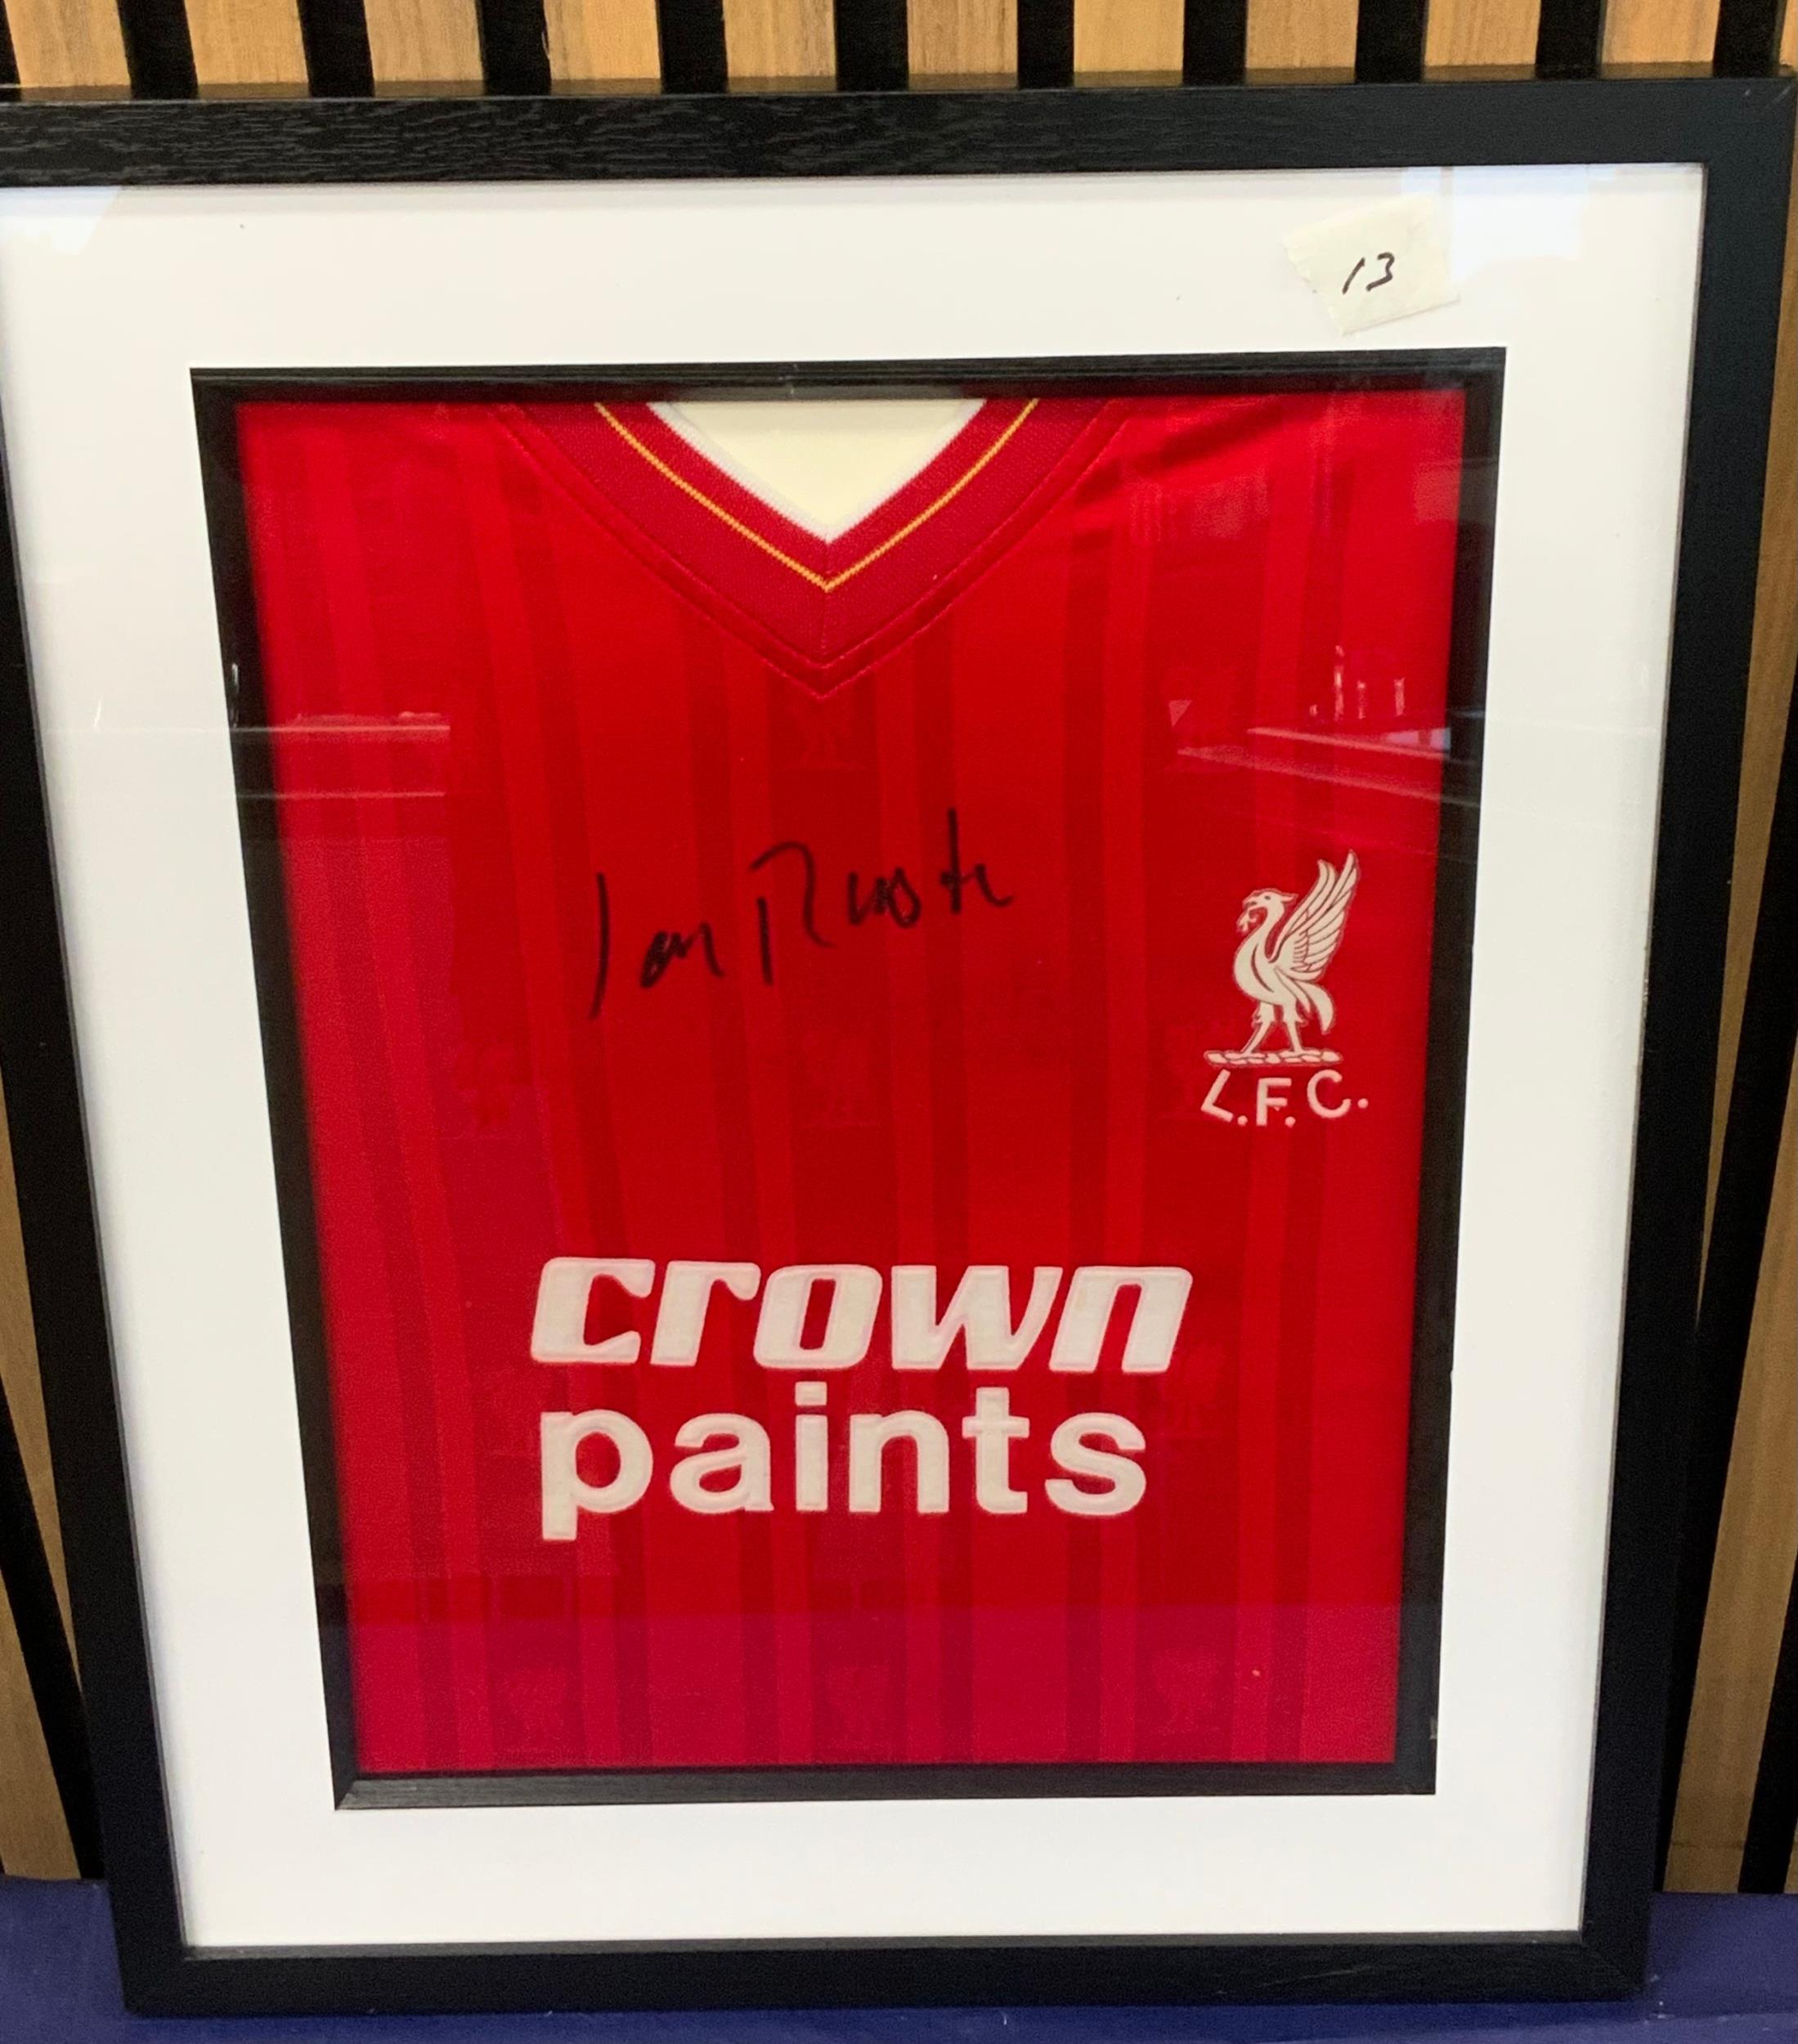 13
Ian Rush
L.F.C.
crown
paints